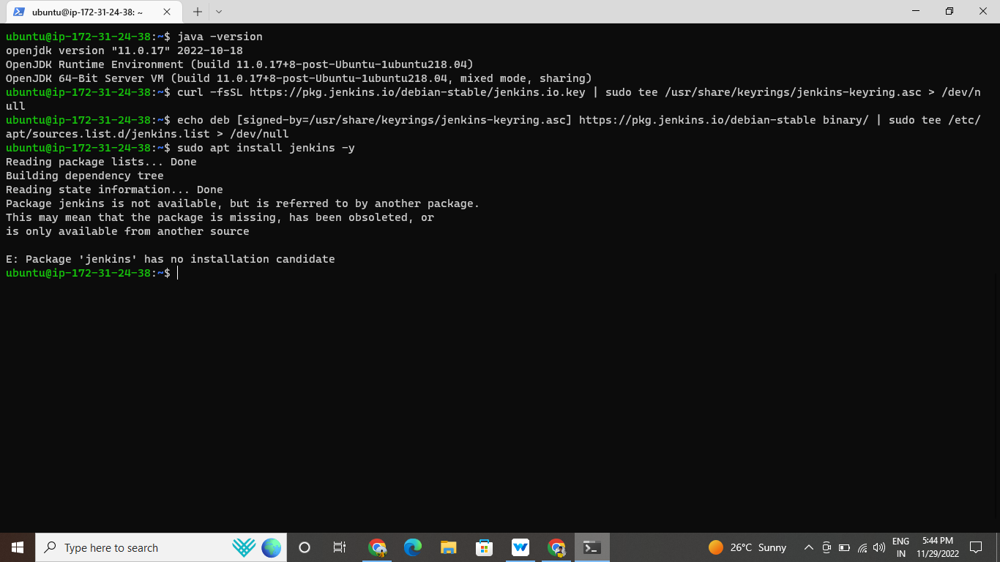 ubuntu@ip-172-31-24-38: ~
ubuntu@ip-172-31-24-38:~$ java -version
openjdk version "11.0.17" 2022-10-18
OpenJDK Runtime Environment (build 11.0.17+8-post-Ubuntu-1ubuntu218.04)
OpenJDK 64-Bit Server VM (build 11.0.17+8-post-Ubuntu-1ubuntu218.04, mixed mode, sharing)
ubuntu@ip-172-31-24-38:~$ curl -fsSL https://pkg.jenkins.io/debian-stable/jenkins.io.key | sudo tee /usr/share/keyrings/jenkins-keyring.asc > /dev/n
ull
ubuntu@ip-172-31-24-38:~$ echo deb [signed-by=/usr/share/keyrings/jenkins-keyring.asc] https://pkg.jenkins.io/debian-stable binary/ | sudo tee /etc/
apt/sources.list.d/jenkins.list > /dev/null
ubuntu@ip-172-31-24-38:~$ sudo apt install jenkins -y
Reading package lists... Done
Building dependency tree
Reading state information... Done
Package jenkins is not available, but is referred to by another package.
This may mean that the package is missing, has been obsoleted, or
is only available from another source

E: Package 'jenkins' has no installation candidate
ubuntu@ip-172-31-24-38:~$
Type here to search
26°C Sunny
ENG
IN
5:44 PM
11/29/2022